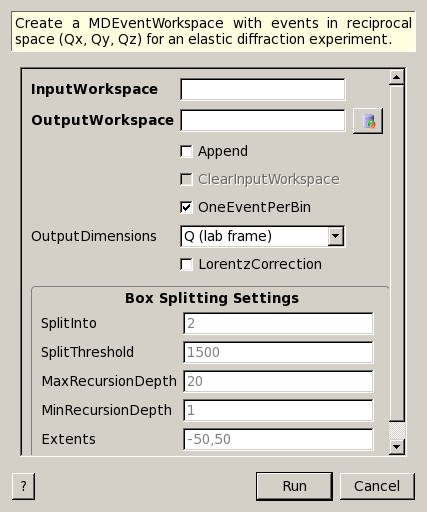 Create a MDEventWorkspace with events in reciprocal
space (Qx, Qy, Qz) for an elastic diffraction experiment.
InputWorkspace
OutputWorkspace
Append
ClearInputWorkspace
OneEventPerBin
OutputDimensions Q (lab frame)
LorentzCorrection
Box Splitting Settings
SplitInto 2
SplitThreshold 1500
MaxRecursionDepth 20
MinRecursionDepth 1
Extents -50,50
? Run Cancel